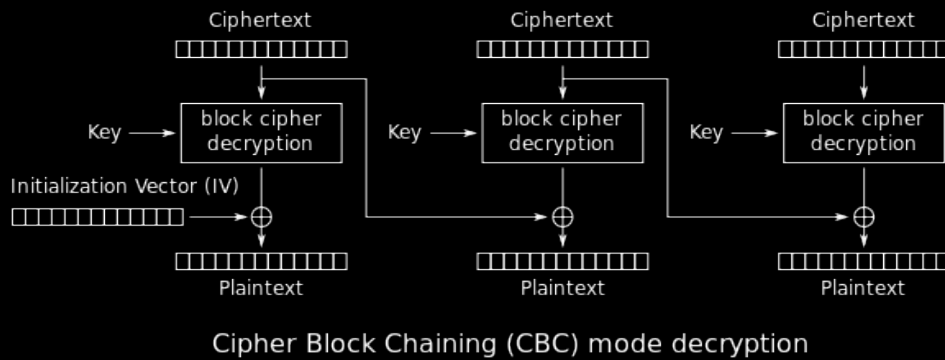 Ciphertext
Ciphertext
Ciphertext
Key
block cipher
decryption
Key
block cipher
decryption
Key
block cipher
decryption
Initialization Vector (IV)
Plaintext
Plaintext
Plaintext
Cipher Block Chaining (CBC) mode decryption